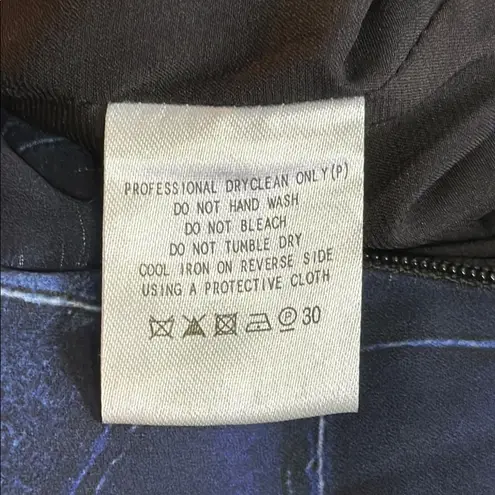 PROFESSIONAL DRYCLEAN ONLY(P)
DO NOT HAND WASH
DO NOT BLEACH
DO NOT TUMBLE DRY
COOL IRON ON REVERSE SIDE
USING A PROTECTIVE CLOTH
P 30